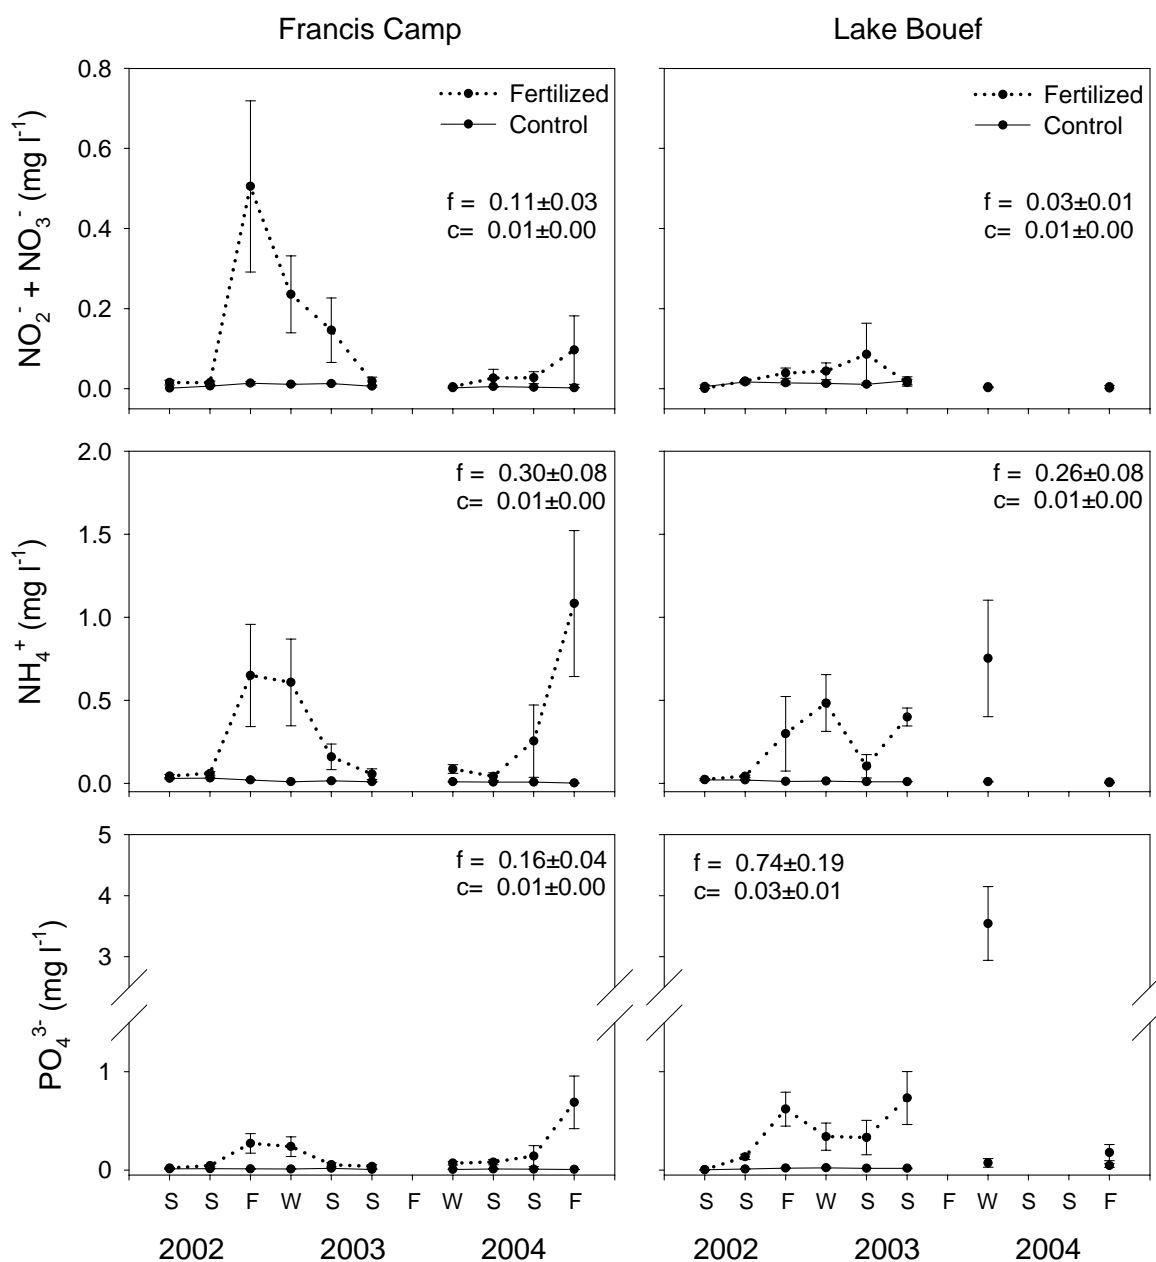 Francis Camp
Lake Bouef
NO₂⁻ + NO₃⁻ (mg l⁻¹)
0.8
0.6
0.4
0.2
0.0
Fertilized
Control
f = 0.11±0.03
c= 0.01±0.00
Fertilized
Control
f = 0.03±0.01
c= 0.01±0.00
NH₄⁺ (mg l⁻¹)
2.0
1.5
1.0
0.5
0.0
f = 0.30±0.08
c= 0.01±0.00
f = 0.26±0.08
c= 0.01±0.00
PO₄³⁻ (mg l⁻¹)
5
4
3
1
0
f = 0.16±0.04
c= 0.01±0.00
f = 0.74±0.19
c= 0.03±0.01
S S F W S S F W S S F
S S F W S S F W S S F
2002 2003 2004
2002 2003 2004